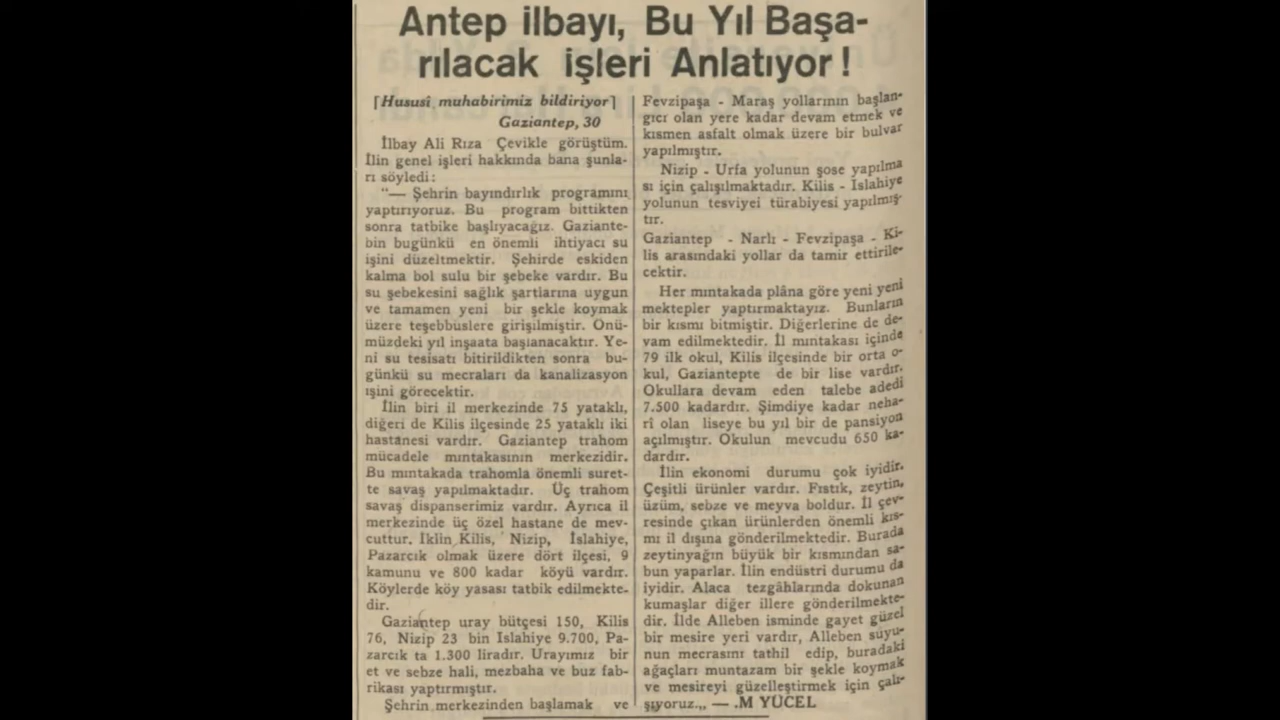 Antep ilbayı, Bu Yıl Başa-
rılacak işleri Anlatıyor!
[Hususî muhabirimiz bildiriyor]
Gaziantep, 30
İlbay Ali Rıza Çevikle görüştüm.
İlin genel işleri hakkında bana şunla-
rı söyledi:
"— Şehrin bayındırlık programını
yaptırıyoruz. Bu program bittikten
sonra tatbike başlıyacağız. Gaziante-
bin bugünkü en önemli ihtiyacı su
işini düzeltmektir. Şehirde eskiden
kalma bol sulu bir şebeke vardır. Bu
su şebekesini sağlık şartlarına uygun
ve tamamen yeni bir şekle koymak
üzere teşebbüslere girişilmiştir. Önü-
müzdeki yıl inşaata başlanacaktır. Ye-
ni su tesisatı bitirildikten sonra bu-
günkü su mecraları da kanalizasyon
işini görecektir.
İlin biri il merkezinde 75 yataklı,
diğeri de Kilis ilçesinde 25 yataklı iki
hastanesi vardır. Gaziantep trahom
mücadele mıntakasının merkezidir.
Bu mıntakada trahomla önemli suret-
te savaş yapılmaktadır. Üç trahom
savaş dispanserimiz vardır. Ayrıca il
merkezinde üç özel hastane de mev-
cuttur. İklin Kilis, Nizip, İslahiye,
Pazarcık olmak üzere dört ilçesi, 9
kamunu ve 800 kadar köyü vardır.
Köylerde köy yasası tatbik edilmekte-
dir.
Gaziantep uray bütçesi 150, Kilis
76, Nizip 23 bin Islahiye 9.700, Pa-
zarcık ta 1.300 liradır. Urayımız bir
et ve sebze hali, mezbaha ve buz fab-
rikası yaptırmıştır.
Şehrin merkezinden başlamak ve
Fevzipaşa - Maraş yollarının başlan-
gıcı olan yere kadar devam etmek ve
kısmen asfalt olmak üzere bir bulvar
yapılmıştır.
Nizip - Urfa yolunun şose yapılma
sı için çalışılmaktadır. Kilis - Islahiye
yolunun tesviyei türabiyesi yapılmış-
tır.
Gaziantep - Narlı - Fevzipaşa - Ki-
lis arasındaki yollar da tamir ettirile-
cektir.
Her mıntakada plâna göre yeni yeni
mektepler yaptırmaktayız. Bunların
bir kısmı bitmiştir. Diğerlerine de de-
vam edilmektedir. İl mıntakası içinde
79 ilk okul, Kilis ilçesinde bir orta o-
kul, Gaziantepte de bir lise vardır.
Okullara devam eden talebe adedi
7.500 kadardır. Şimdiye kadar neha-
rî olan liseye bu yıl bir de pansiyon
açılmıştır. Okulun mevcudu 650 ka-
dardır.
İlin ekonomi durumu çok iyidir.
Çeşitli ürünler vardır. Fıstık, zeytin,
üzüm, sebze ve meyva boldur. İl çev-
resinde çıkan ürünlerden önemli kıs-
mı il dışına gönderilmektedir. Burada
zeytinyağın büyük bir kısmından sa-
bun yaparlar. İlin endüstri durumu da
iyidir. Alaca tezgâhlarında dokunan
kumaşlar diğer illere gönderilmekte-
dir. İlde Alleben isminde gayet güzel
bir mesire yeri vardır, Alleben suyu-
nun mecrasını tathil edip, buradaki
ağaçları muntazam bir şekle koymak
ve mesireyi güzelleştirmek için çalı-
şıyoruz.,, — .M YÜCEL